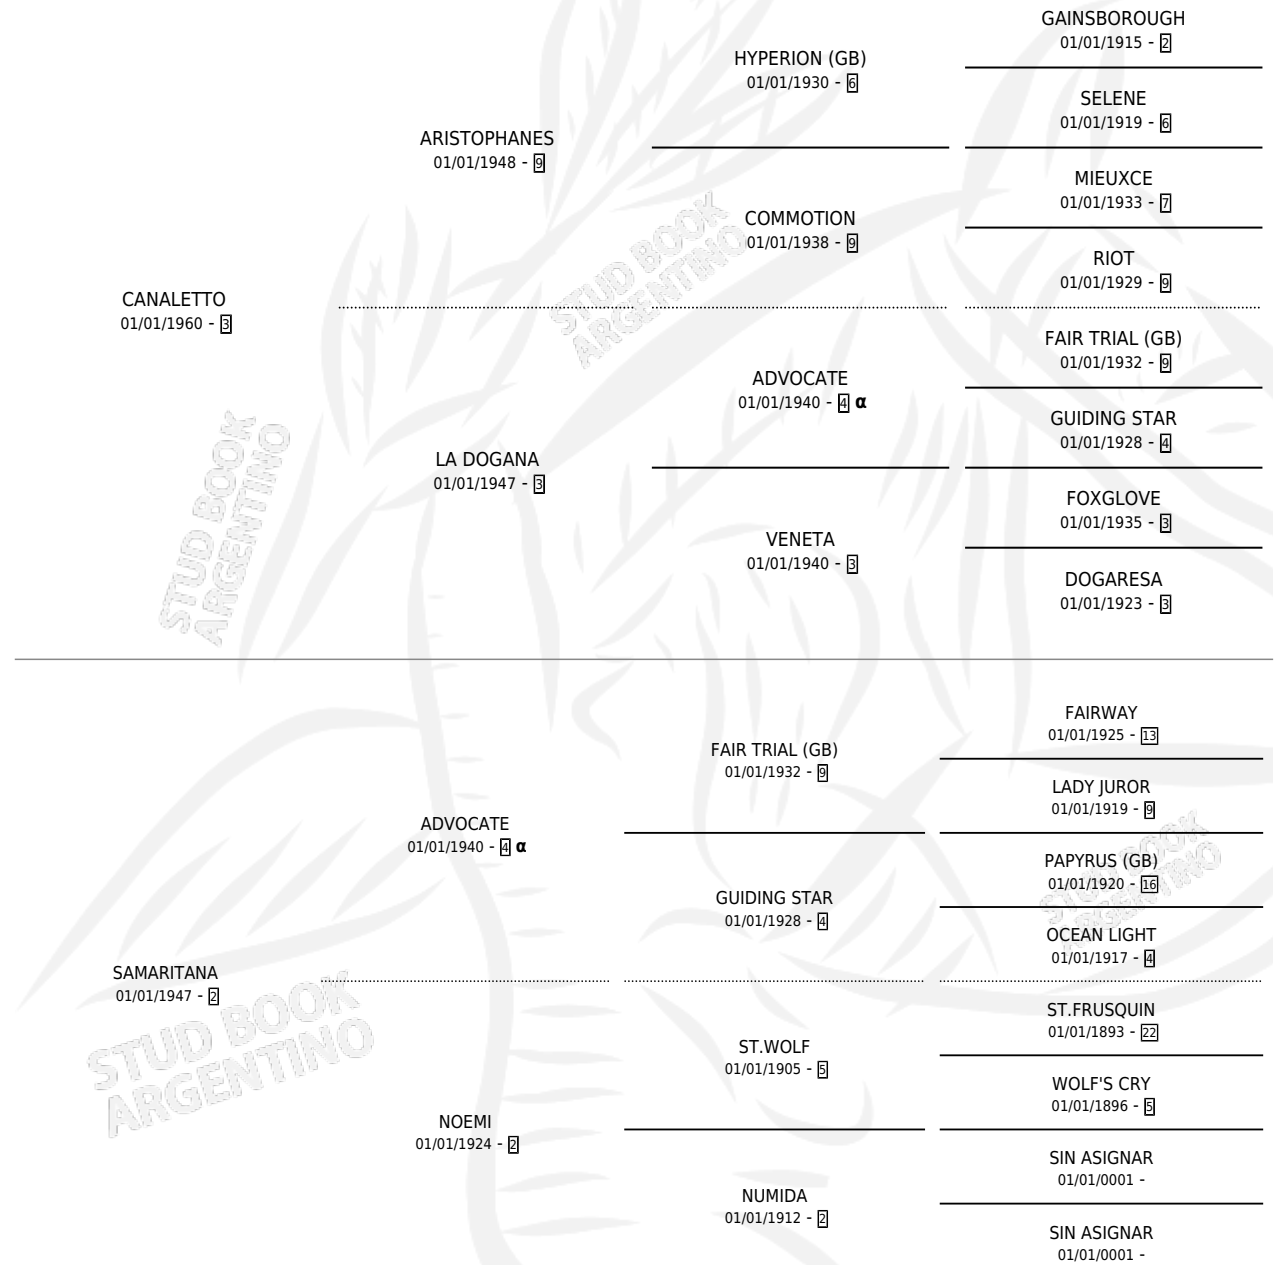 GAINSBOROUGH
01/01/1915 - 2
HYPERION (GB)
01/01/1930 - 6
SELENE
01/01/1919 - 6
ARISTOPHANES
01/01/1948 - 9
MIEUXCE
01/01/1933 - 7
COMMOTION
01/01/1938 - 9
RIOT
01/01/1929 - 9
STUD BOOK
ARGENTINO
CANALETTO
01/01/1960 - 3
FAIR TRIAL (GB)
01/01/1932 - 9
ADVOCATE
01/01/1940 - 4 α
GUIDING STAR
01/01/1928 - 4
LA DOGANA
01/01/1947 - 3
FOXGLOVE
01/01/1935 - 3
VENETA
01/01/1940 - 3
DOGARESA
01/01/1923 - 3
STUD BOOK
ARGENTINO
FAIRWAY
01/01/1925 - 13
FAIR TRIAL (GB)
01/01/1932 - 9
LADY JUROR
01/01/1919 - 9
ADVOCATE
01/01/1940 - 4 α
PAPYRUS (GB)
01/01/1920 - 16
STUD BOOK
ARGENTINO
GUIDING STAR
01/01/1928 - 4
OCEAN LIGHT
01/01/1917 - 4
SAMARITANA
01/01/1947 - 2
STUD BOOK
ARGENTINO
ST.FRUSQUIN
01/01/1893 - 22
ST.WOLF
01/01/1905 - 5
WOLF'S CRY
01/01/1896 - 5
NOEMI
01/01/1924 - 2
SIN ASIGNAR
01/01/0001 -
NUMIDA
01/01/1912 - 2
SIN ASIGNAR
01/01/0001 -